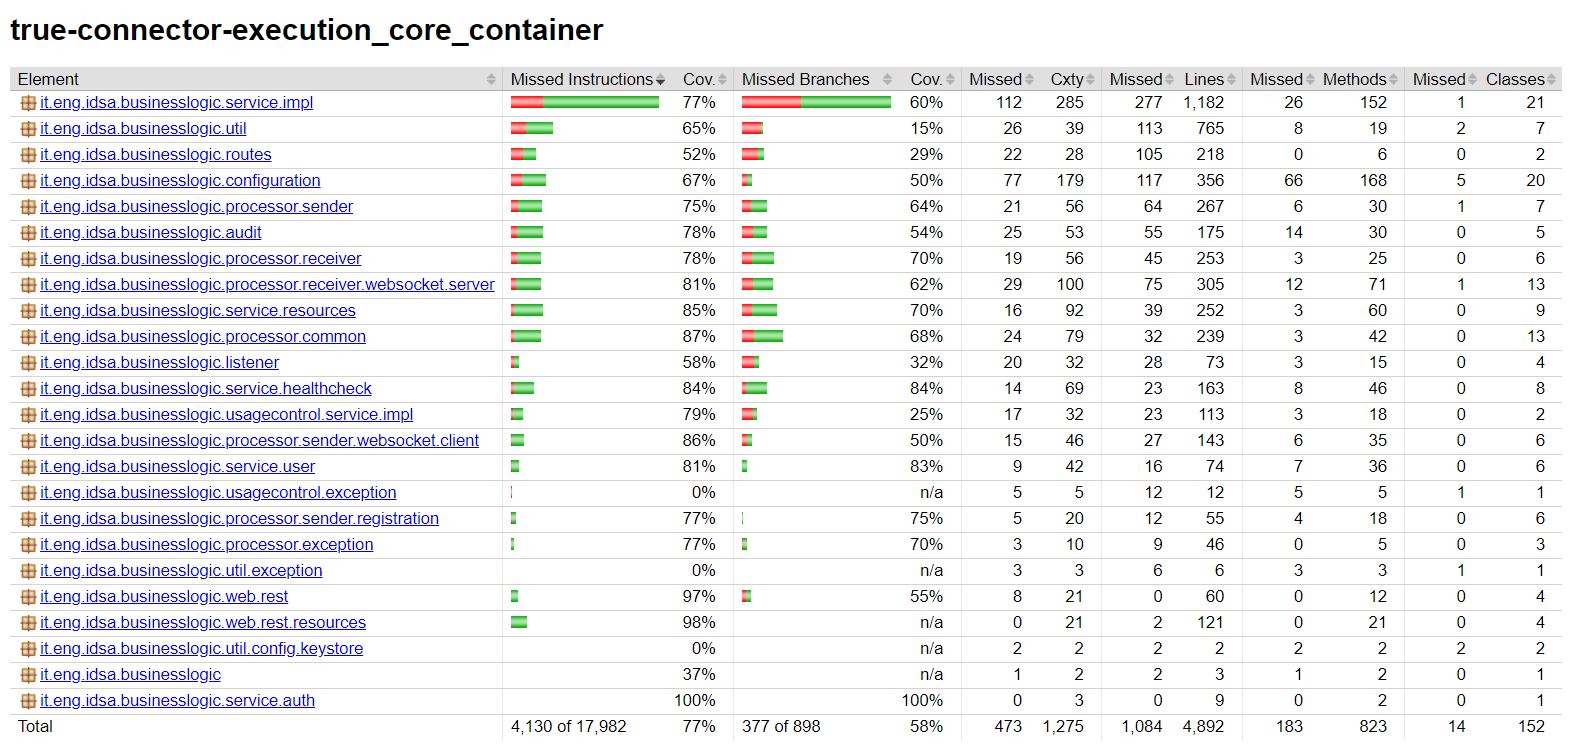 true-connector-execution_core_container
Element Missed Instructions Cov. Missed Branches Cov. Missed Cxty Missed Lines Missed Methods Missed Classes
it.eng.idsa.businesslogic.service.impl 77% 60% 112 285 277 1,182 26 152 1 21
it.eng.idsa.businesslogic.util 65% 15% 26 39 113 765 8 19 2 7
it.eng.idsa.businesslogic.routes 52% 29% 22 28 105 218 0 6 0 2
it.eng.idsa.businesslogic.configuration 67% 50% 77 179 117 356 66 168 5 20
it.eng.idsa.businesslogic.processor.sender 75% 64% 21 56 64 267 6 30 1 7
it.eng.idsa.businesslogic.audit 78% 54% 25 53 55 175 14 30 0 5
it.eng.idsa.businesslogic.processor.receiver 78% 70% 19 56 45 253 3 25 0 6
it.eng.idsa.businesslogic.processor.receiver.websocket.server 81% 62% 29 100 75 305 12 71 1 13
it.eng.idsa.businesslogic.service.resources 85% 70% 16 92 39 252 3 60 0 9
it.eng.idsa.businesslogic.processor.common 87% 68% 24 79 32 239 3 42 0 13
it.eng.idsa.businesslogic.listener 58% 32% 20 32 28 73 3 15 0 4
it.eng.idsa.businesslogic.service.healthcheck 84% 84% 14 69 23 163 8 46 0 8
it.eng.idsa.businesslogic.usagecontrol.service.impl 79% 25% 17 32 23 113 3 18 0 2
it.eng.idsa.businesslogic.processor.sender.websocket.client 86% 50% 15 46 27 143 6 35 0 6
it.eng.idsa.businesslogic.service.user 81% 83% 9 42 16 74 7 36 0 6
it.eng.idsa.businesslogic.usagecontrol.exception 0% n/a 5 5 12 12 5 5 1 1
it.eng.idsa.businesslogic.processor.sender.registration 77% 75% 5 20 12 55 4 18 0 6
it.eng.idsa.businesslogic.processor.exception 77% 70% 3 10 9 46 0 5 0 3
it.eng.idsa.businesslogic.util.exception 0% n/a 3 3 6 6 3 3 1 1
it.eng.idsa.businesslogic.web.rest 97% 55% 8 21 0 60 0 12 0 4
it.eng.idsa.businesslogic.web.rest.resources 98% n/a 0 21 2 121 0 21 0 4
it.eng.idsa.businesslogic.util.config.keystore 0% n/a 2 2 2 2 2 2 2 2
it.eng.idsa.businesslogic 37% n/a 1 2 2 3 1 2 0 1
it.eng.idsa.businesslogic.service.auth 100% 100% 0 3 0 9 0 2 0 1
Total 4,130 of 17,982 77% 377 of 898 58% 473 1,275 1,084 4,892 183 823 14 152